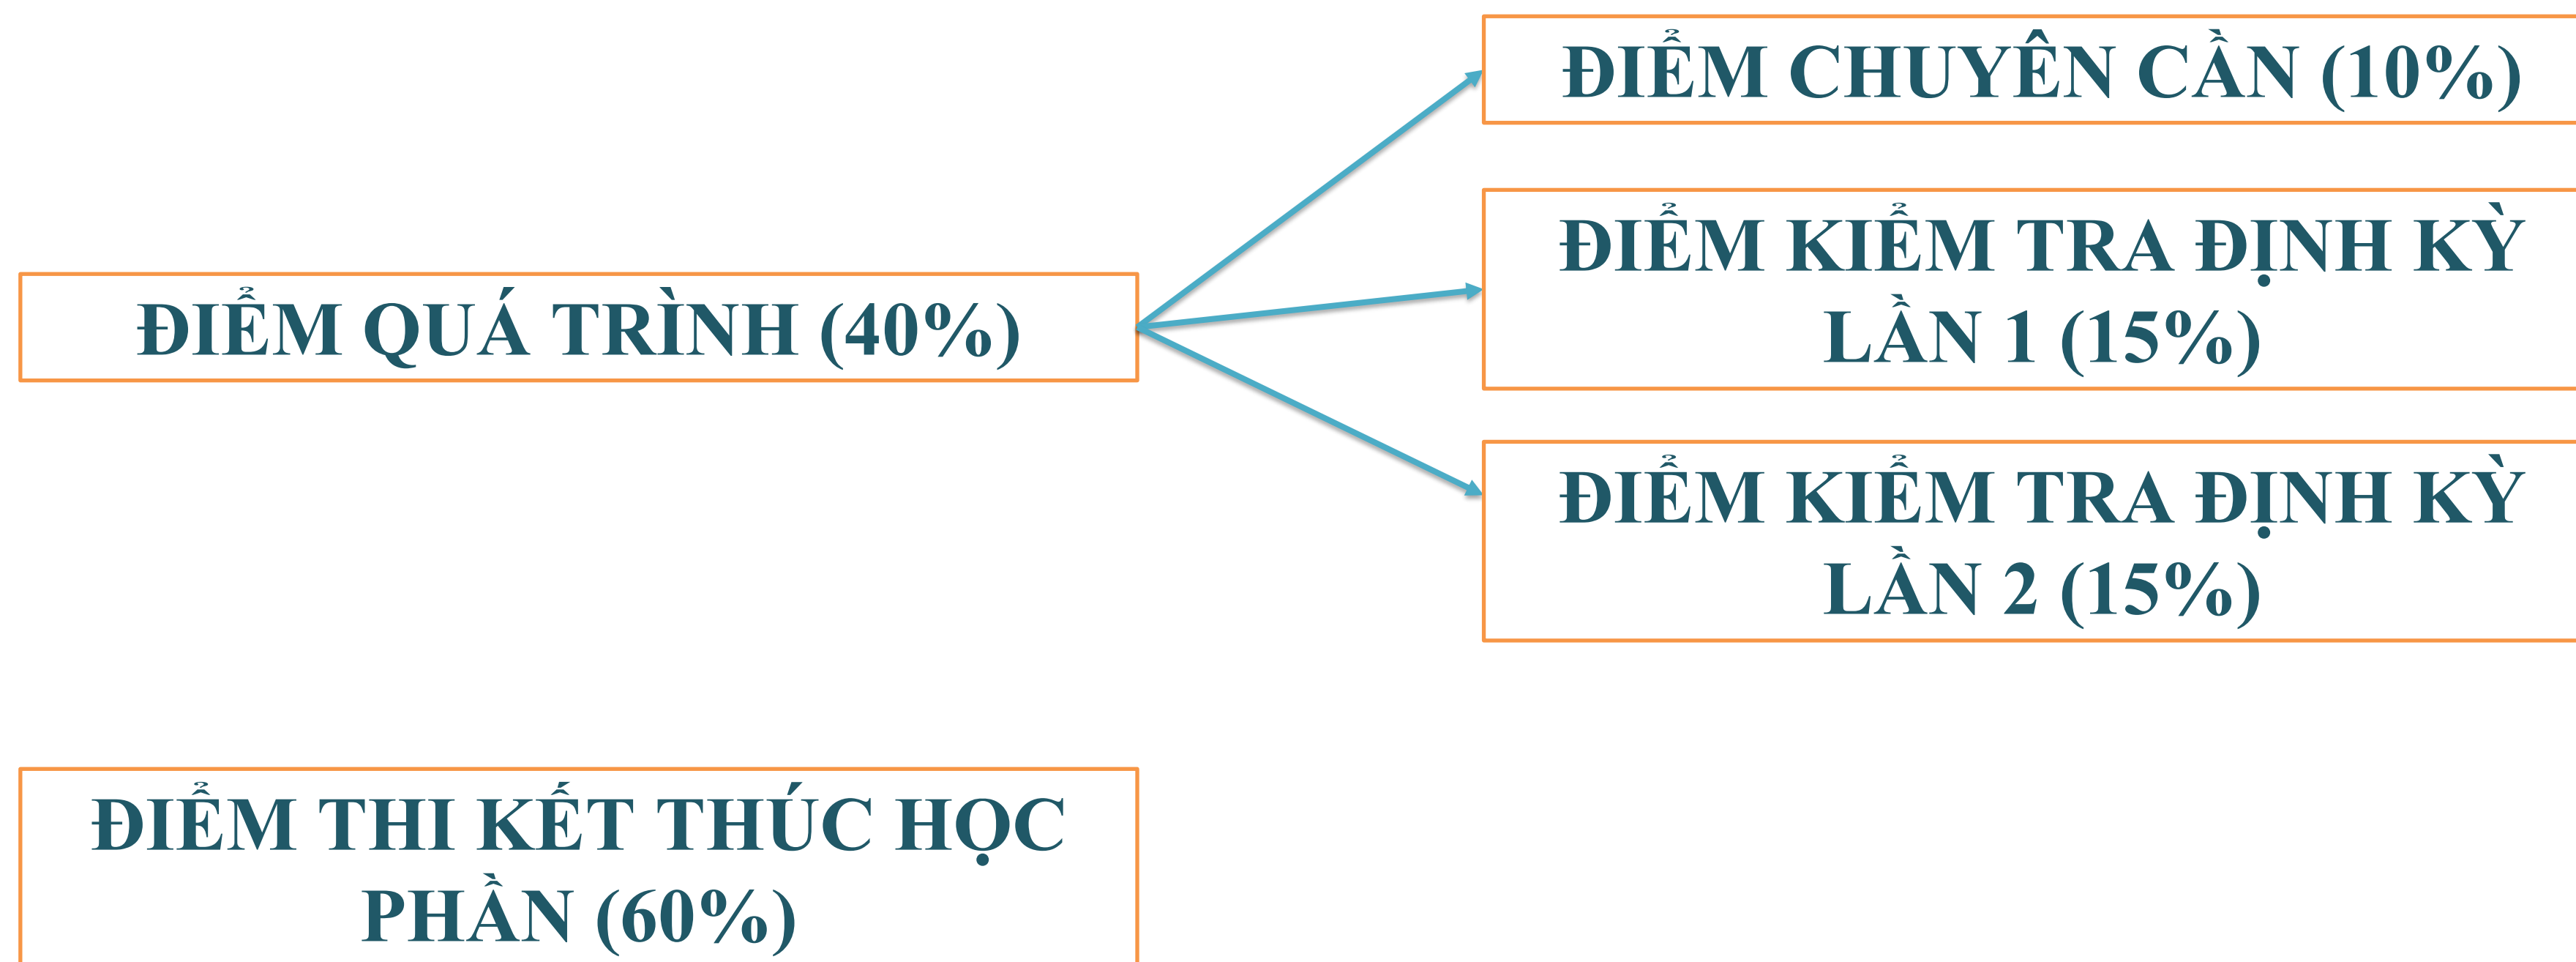 ĐIỂM CHUYÊN CẦN (10%)
ĐIỂM KIỂM TRA ĐỊNH KỲ
LẦN 1 (15%)
ĐIỂM QUÁ TRÌNH (40%)
ĐIỂM KIỂM TRA ĐỊNH KỲ
LẦN 2 (15%)
ĐIỂM THI KẾT THÚC HỌC
PHẦN (60%)